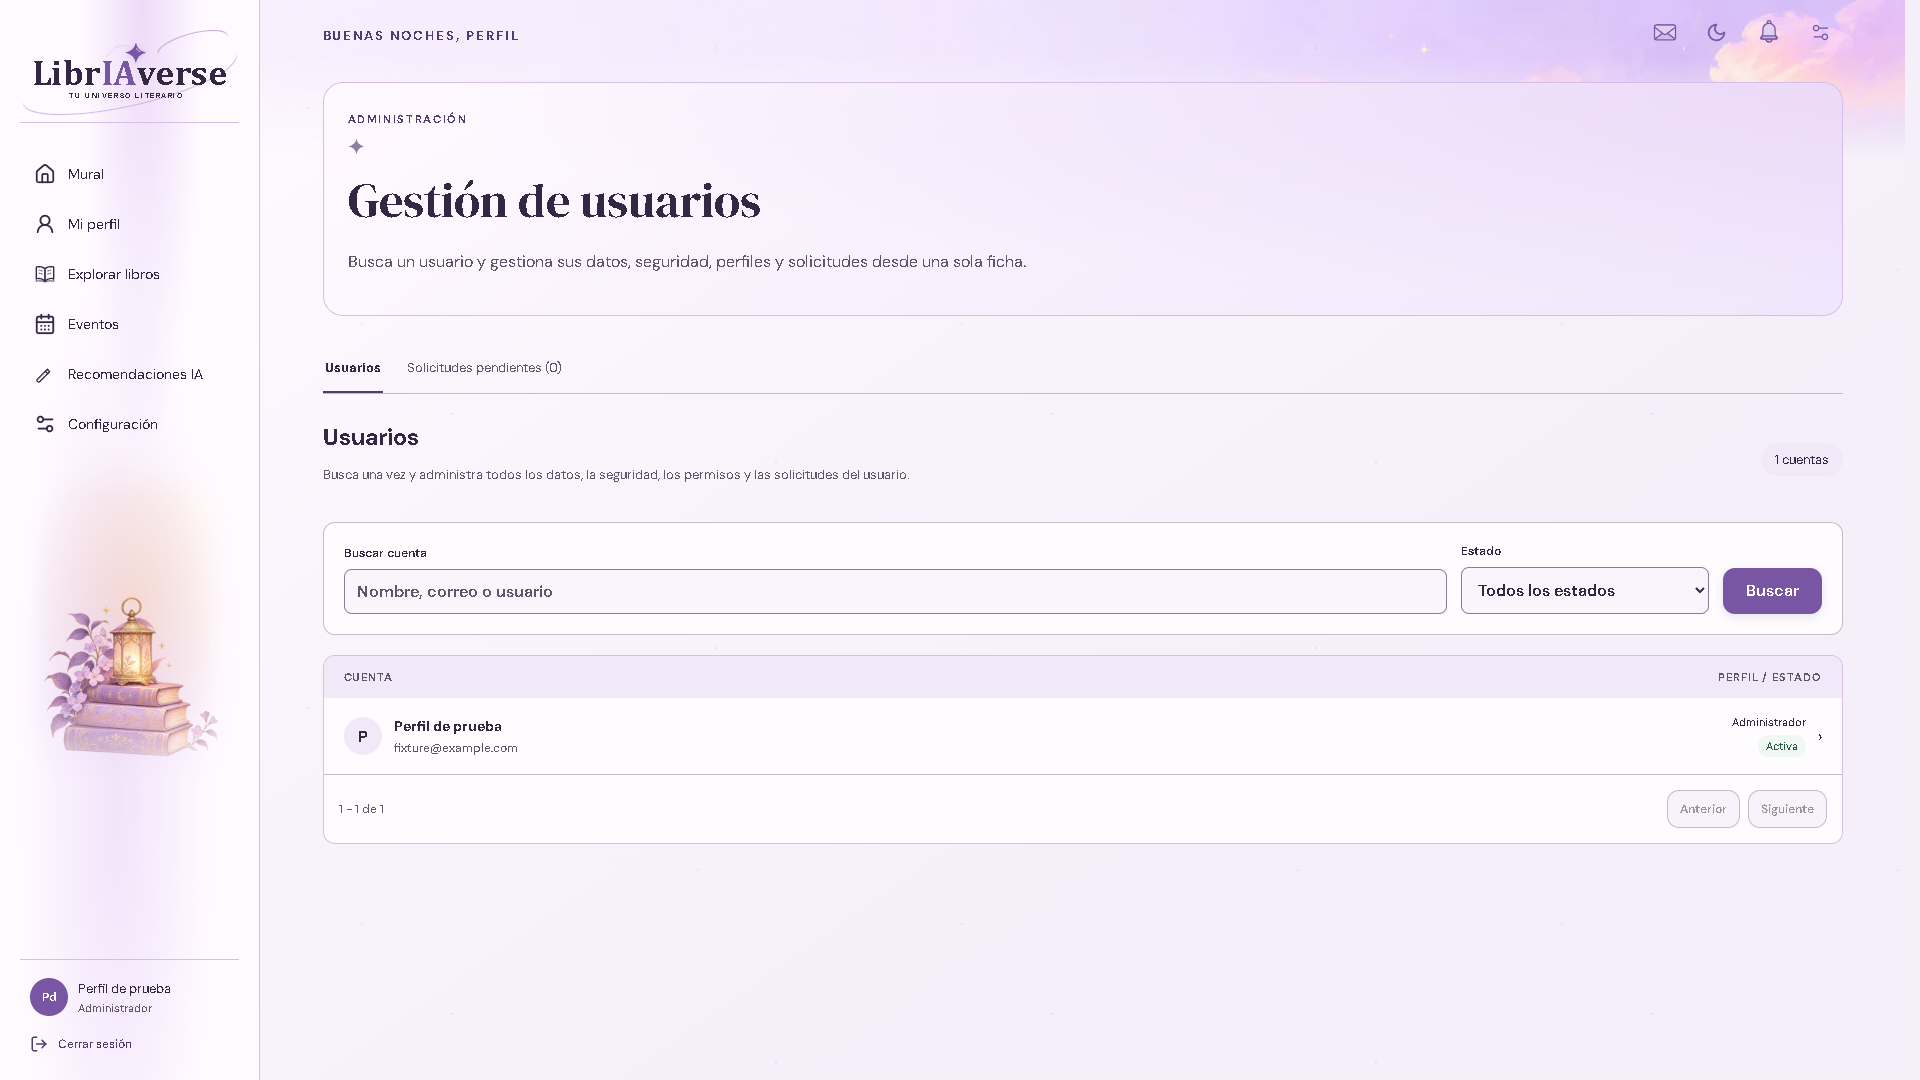 LibrIAverse
TU UNIVERSO LITERARIO
Mural
Mi perfil
Explorar libros
Eventos
Recomendaciones IA
Configuración
Pd
Perfil de prueba
Administrador
Cerrar sesión
BUENAS NOCHES, PERFIL
ADMINISTRACIÓN
Gestión de usuarios
Busca un usuario y gestiona sus datos, seguridad, perfiles y solicitudes desde una sola ficha.
Usuarios
Solicitudes pendientes (0)
Usuarios
Busca una vez y administra todos los datos, la seguridad, los permisos y las solicitudes del usuario.
1 cuentas
Buscar cuenta
Nombre, correo o usuario
Estado
Todos los estados
Buscar
CUENTA
PERFIL / ESTADO
P
Perfil de prueba
fixture@example.com
Administrador
Activa
1 – 1 de 1
Anterior
Siguiente